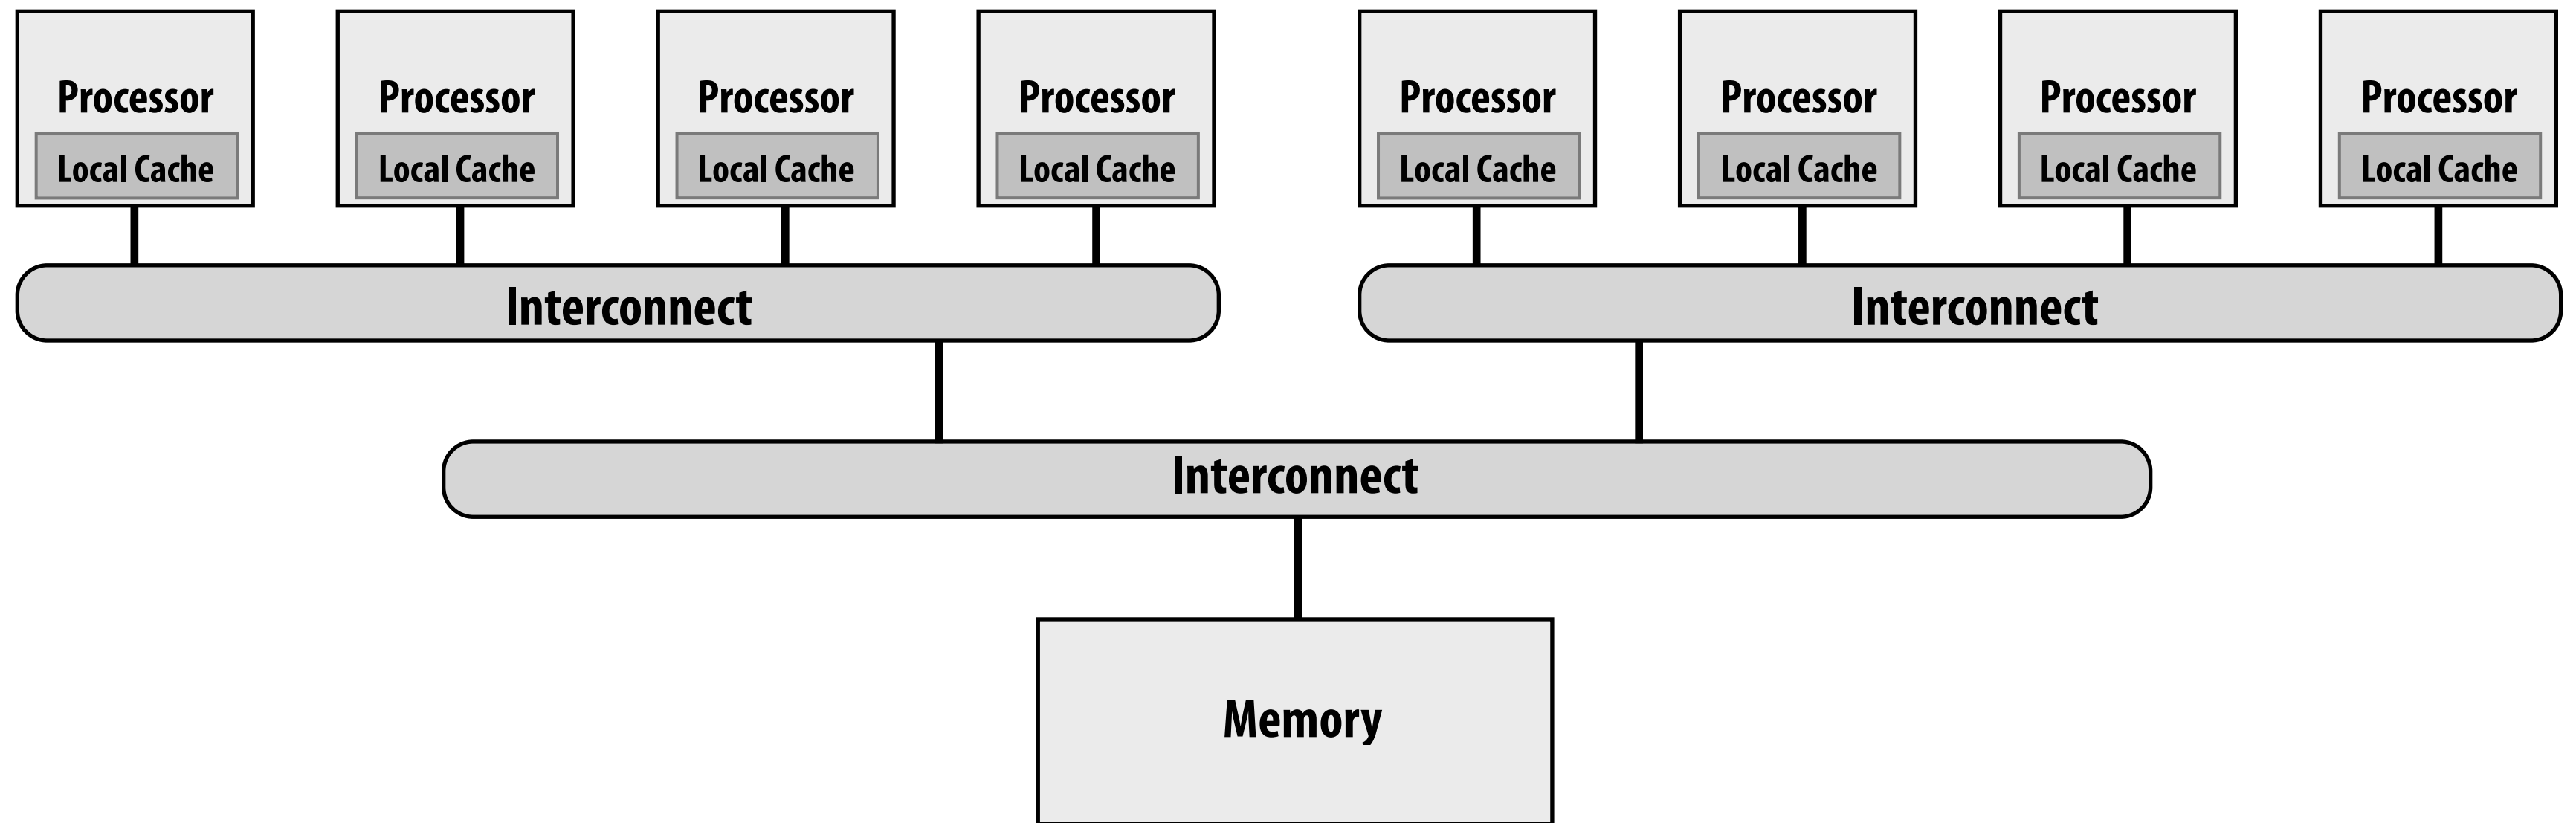 Processor
Local Cache
Processor
Local Cache
Processor
Local Cache
Processor
Local Cache
Processor
Local Cache
Processor
Local Cache
Processor
Local Cache
Processor
Local Cache
Interconnect
Interconnect
Interconnect
Memory